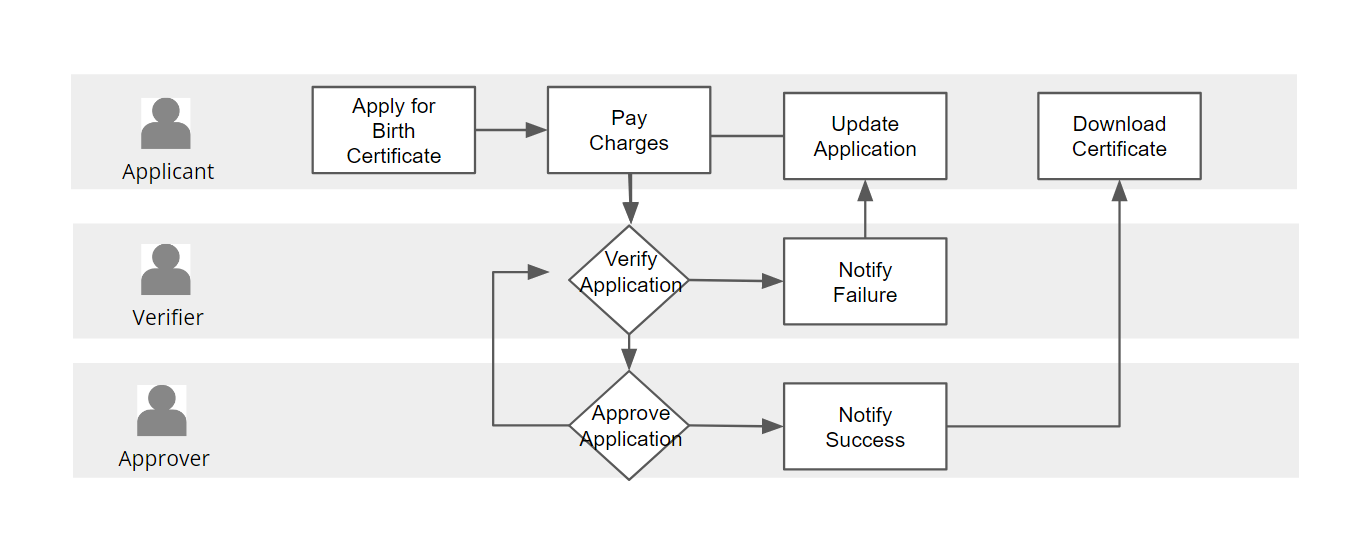 Apply for
Birth
Certificate
Pay
Charges
Update
Application
Download
Certificate
Applicant
Verify
Application
Notify
Failure
Verifier
Approve
Application
Notify
Success
Approver